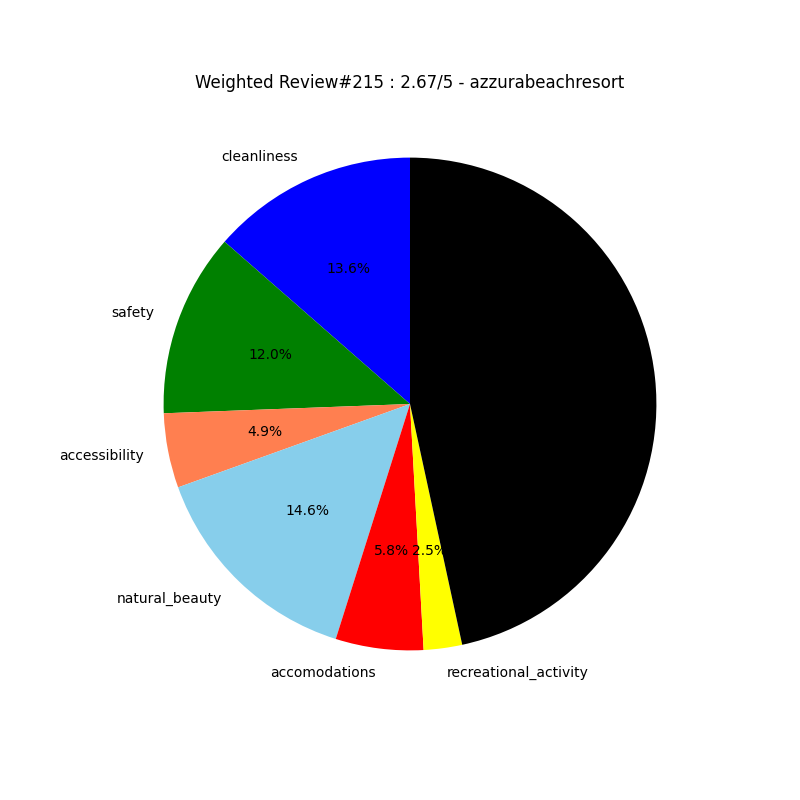 Weighted Review#215 : 2.67/5 - azzurabeachresort
cleanliness
13.6%
safety
12.0%
accessibility
4.9%
natural_beauty
14.6%
accomodations
5.8%
recreational_activity
2.5%